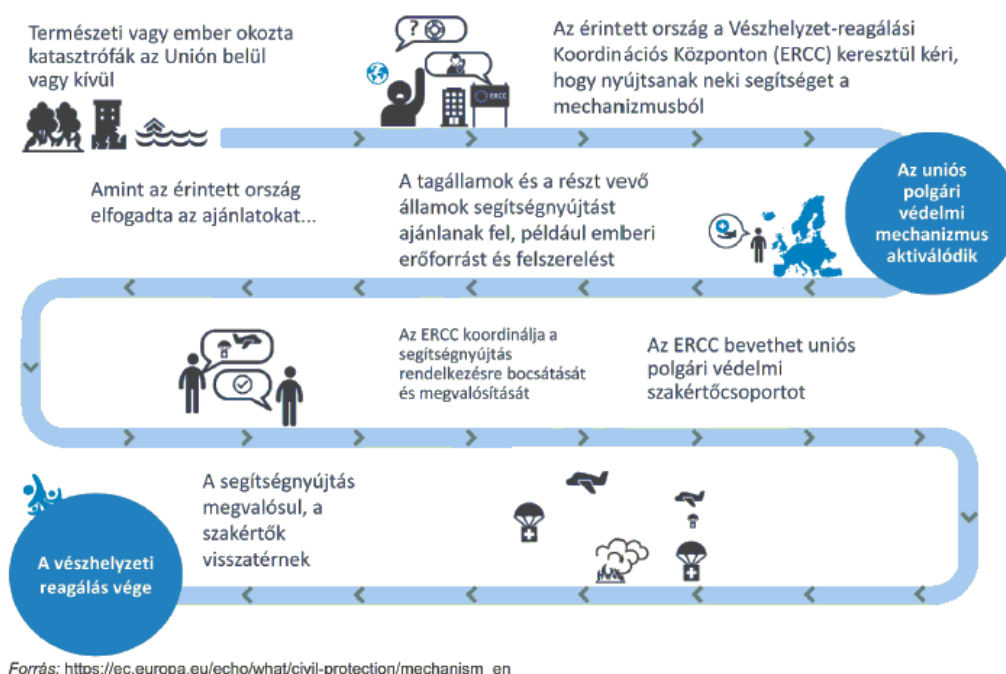 Természeti vagy ember okozta
katasztrófák az Unión belül
vagy kívül
?
ERCC
Az érintett ország a Vészhelyzet-reagálási
Koordinációs Központon (ERCC) keresztül kéri,
hogy nyújtsanak neki segítséget a
mechanizmusból
Az uniós
polgári
védelmi
mechanizmus
aktiválódik
A tagállamok és a részt vevő
államok segítségnyújtást
ajánlanak fel, például emberi
erőforrást és felszerelést
Amint az érintett ország
elfogadta az ajánlatokat...
Az ERCC koordinálja a
segítségnyújtás
rendelkezésre bocsátását
és megvalósítását
Az ERCC bevethet uniós
polgári védelmi
szakértőcsoportot
A segítségnyújtás
megvalósul, a
szakértők
visszatérnek
A vészhelyzeti
reagálás vége
Forrás: https://ec.europa.eu/echo/what/civil-protection/mechanism_en